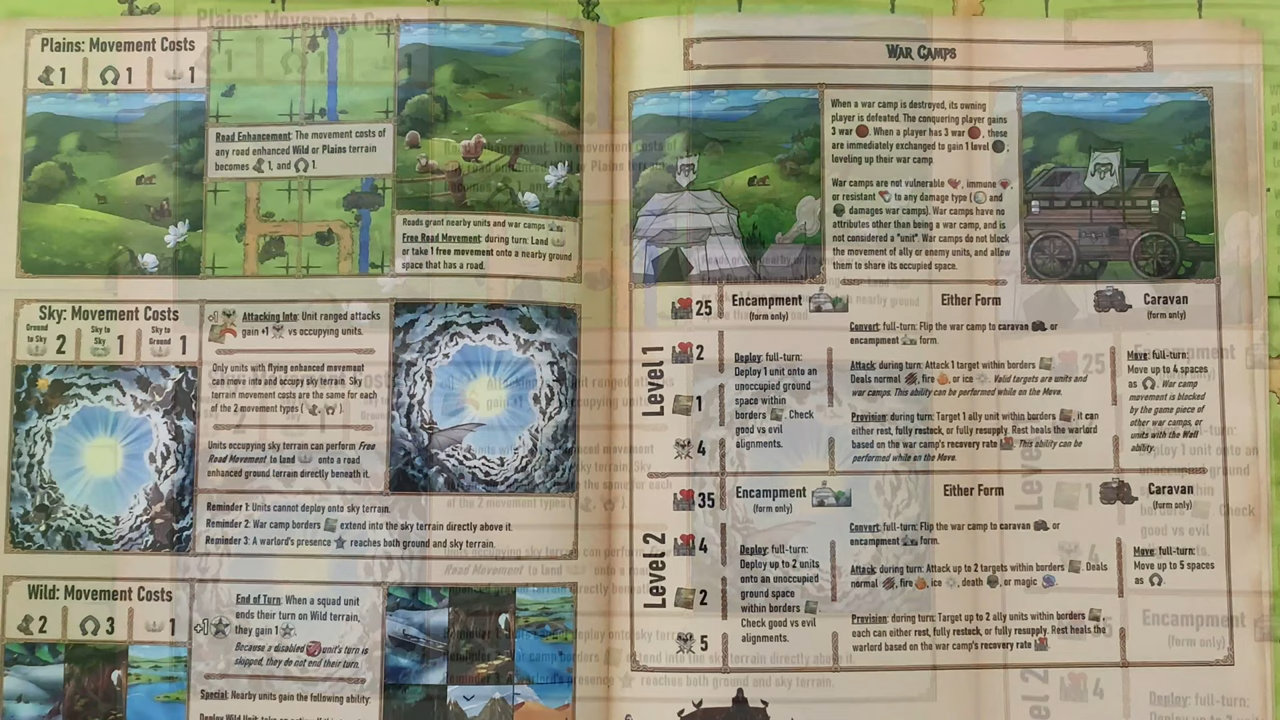 Plains: Movement Costs
1 1 1
Road Enhancement: The movement costs of
any road enhanced Wild or Plains terrain
becomes 1, and 1.
Roads grant nearby units and war camps
Free Road Movement: during turn: Land
or take 1 free movement onto a nearby ground
space that has a road.
Sky: Movement Costs
Ground to Sky 2
Sky to Sky 1
Sky to Ground 1
Attacking Into: Unit ranged attacks
gain +1 vs occupying units.
Only units with flying enhanced movement
can move into and occupy sky terrain. Sky
terrain movement costs are the same for each
of the 2 movement types ( , ).
Units occupying sky terrain can perform Free
Road Movement to land onto a road
enhanced ground terrain directly beneath it.
Reminder 1: Units cannot deploy onto sky terrain.
Reminder 2: War camp borders extend into the sky terrain directly above it.
Reminder 3: A warlord's presence reaches both ground and sky terrain.
Wild: Movement Costs
2 3 1
+1
End of Turn: When a squad unit
ends their turn on Wild terrain,
they gain 1 .
Because a disabled unit's turn is
skipped, they do not end their turn.
Special: Nearby units gain the following ability:
War Camps
When a war camp is destroyed, its owning
player is defeated. The conquering player gains
3 war . When a player has 3 war , these
are immediately exchanged to gain 1 level ,
leveling up their war camp.
War camps are not vulnerable , immune ,
or resistant to any damage type ( and
damages war camps). War camps have no
attributes other than being a war camp, and is
not considered a "unit". War camps do not block
the movement of ally or enemy units, and allow
them to share its occupied space.
Level 1
25
2
1
4
Encampment
(form only)
Deploy: full-turn:
Deploy 1 unit onto an
unoccupied ground
space within
borders . Check
good vs evil
alignments.
Either Form
Convert: full-turn: Flip the war camp to caravan or
encampment form.
Attack: during turn: Attack 1 target within borders .
Deals normal , fire , or ice . Valid targets are units and
war camps. This ability can be performed while on the Move.
Provision: during turn: Target 1 ally unit within borders , it can
either rest, fully restock, or fully resupply. Rest heals the warlord
based on the war camp's recovery rate . This ability can be
performed while on the Move.
Caravan
(form only)
Move: full-turn:
Move up to 4 spaces
as . War camp
movement is blocked
by the game piece of
other war camps, or
units with the Wall
ability.
Level 2
35
4
2
5
Encampment
(form only)
Deploy: full-turn:
Deploy up to 2 units
onto an unoccupied
ground space
within borders .
Check good vs evil
alignments.
Either Form
Convert: full-turn: Flip the war camp to caravan or
encampment form.
Attack: during turn: Attack up to 2 targets within borders . Deals
normal , fire , ice , death , or magic .
Provision: during turn: Target up to 2 ally units within borders ,
each can either rest, fully restock, or fully resupply. Rest heals the
warlord based on the war camp's recovery rate .
Caravan
(form only)
Move: full-turn:
Move up to 5 spaces
as .